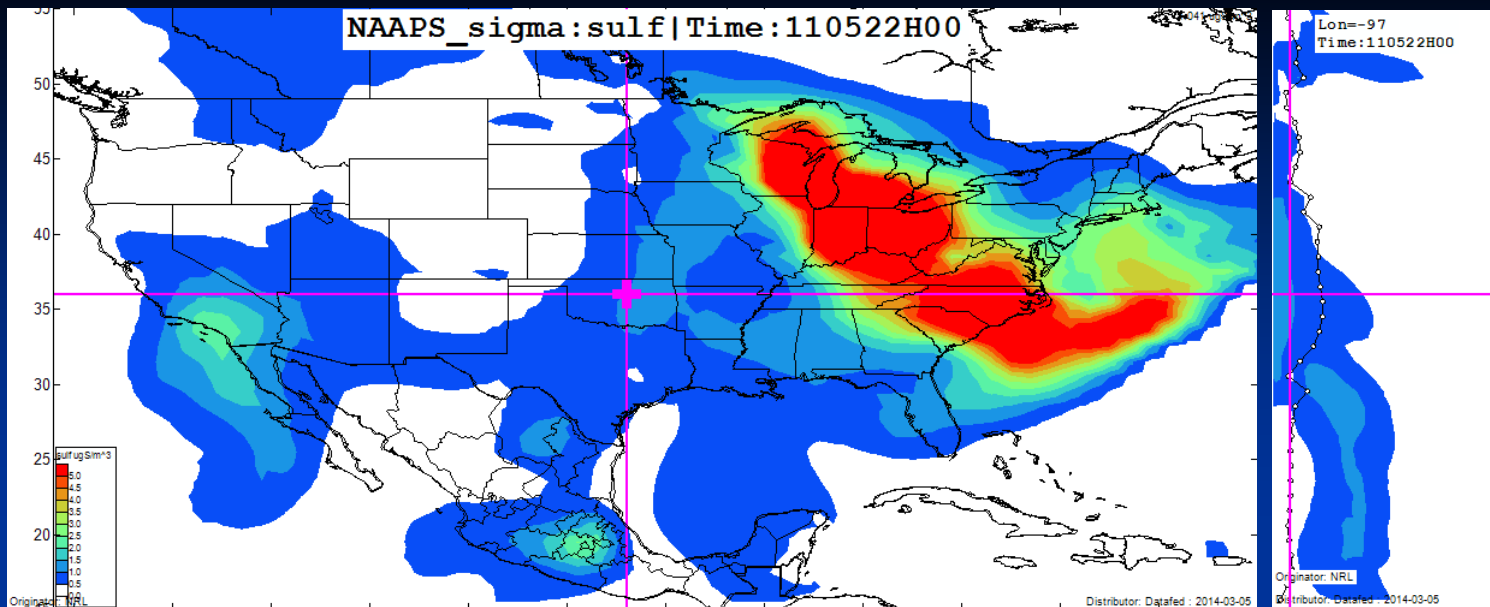 NAAPS_sigma:sulf|Time:110522H00
Lon=-97
Time:110522H00
50
45
40
35
30
25
20
sulf ugS/m^3
5.0
4.5
4.0
3.5
3.0
2.5
2.0
1.5
1.0
0.5
0.0
Originator: NRL
Distributor: Datafed : 2014-03-05
Originator: NRL
Distributor: Datafed : 2014-03-05